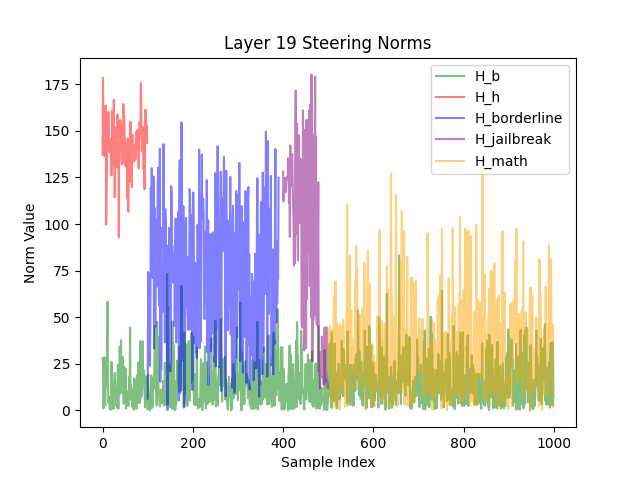 Layer 19 Steering Norms
H_b
H_h
H_borderline
H_jailbreak
H_math
Norm Value
175
150
125
100
75
50
25
0
0 200 400 600 800 1000
Sample Index